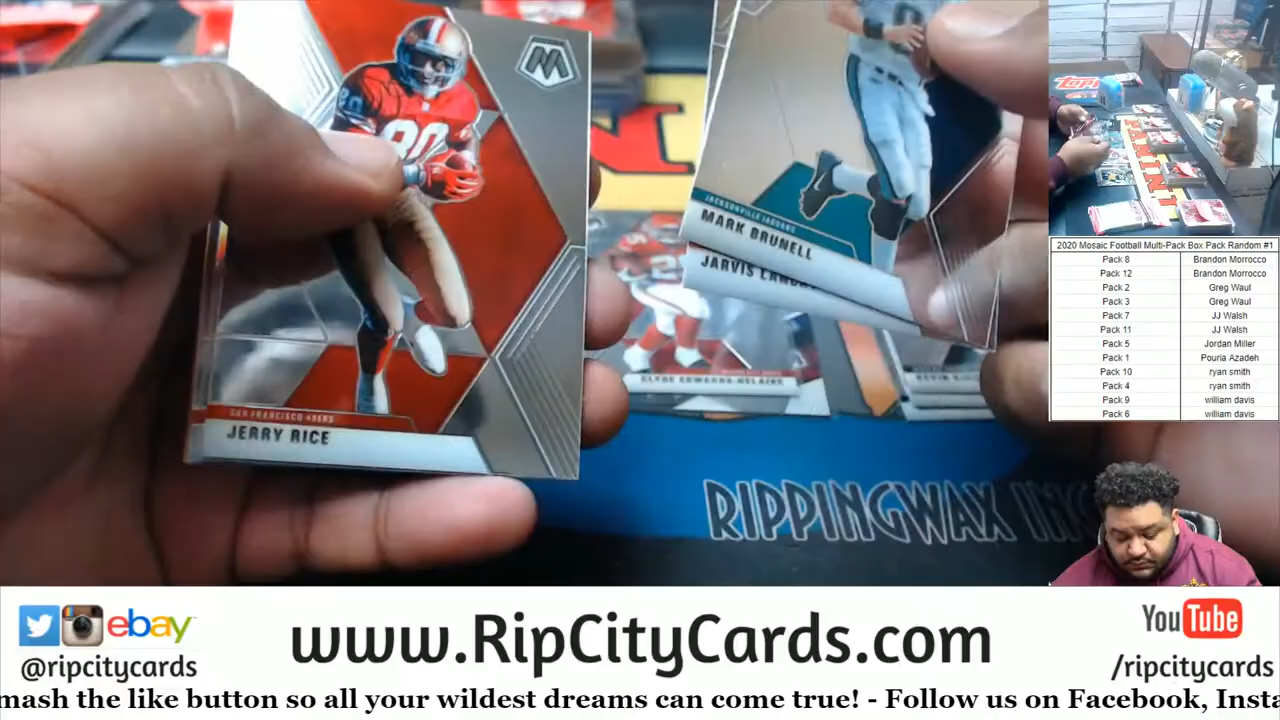 80
SAN FRANCISCO 49ERS
JERRY RICE
JACKSONVILLE JAGUARS
MARK BRUNELL
JARVIS
CLYDE EDWARDS-HELAIRE
KEVIN
RIPPINGWAX INC
2020 Mosaic Football Multi-Pack Box Pack Random #1
Pack 8 Brandon Morrocco
Pack 12 Brandon Morrocco
Pack 2 Greg Waul
Pack 3 Greg Waul
Pack 7 JJ Walsh
Pack 11 JJ Walsh
Pack 5 Jordan Miller
Pack 1 Pouria Azadeh
Pack 10 ryan smith
Pack 4 ryan smith
Pack 9 william davis
Pack 6 william davis
ebay
@ripcitycards
www.RipCityCards.com
YouTube
/ripcitycards
mash the like button so all your wildest dreams can come true! - Follow us on Facebook, Insta